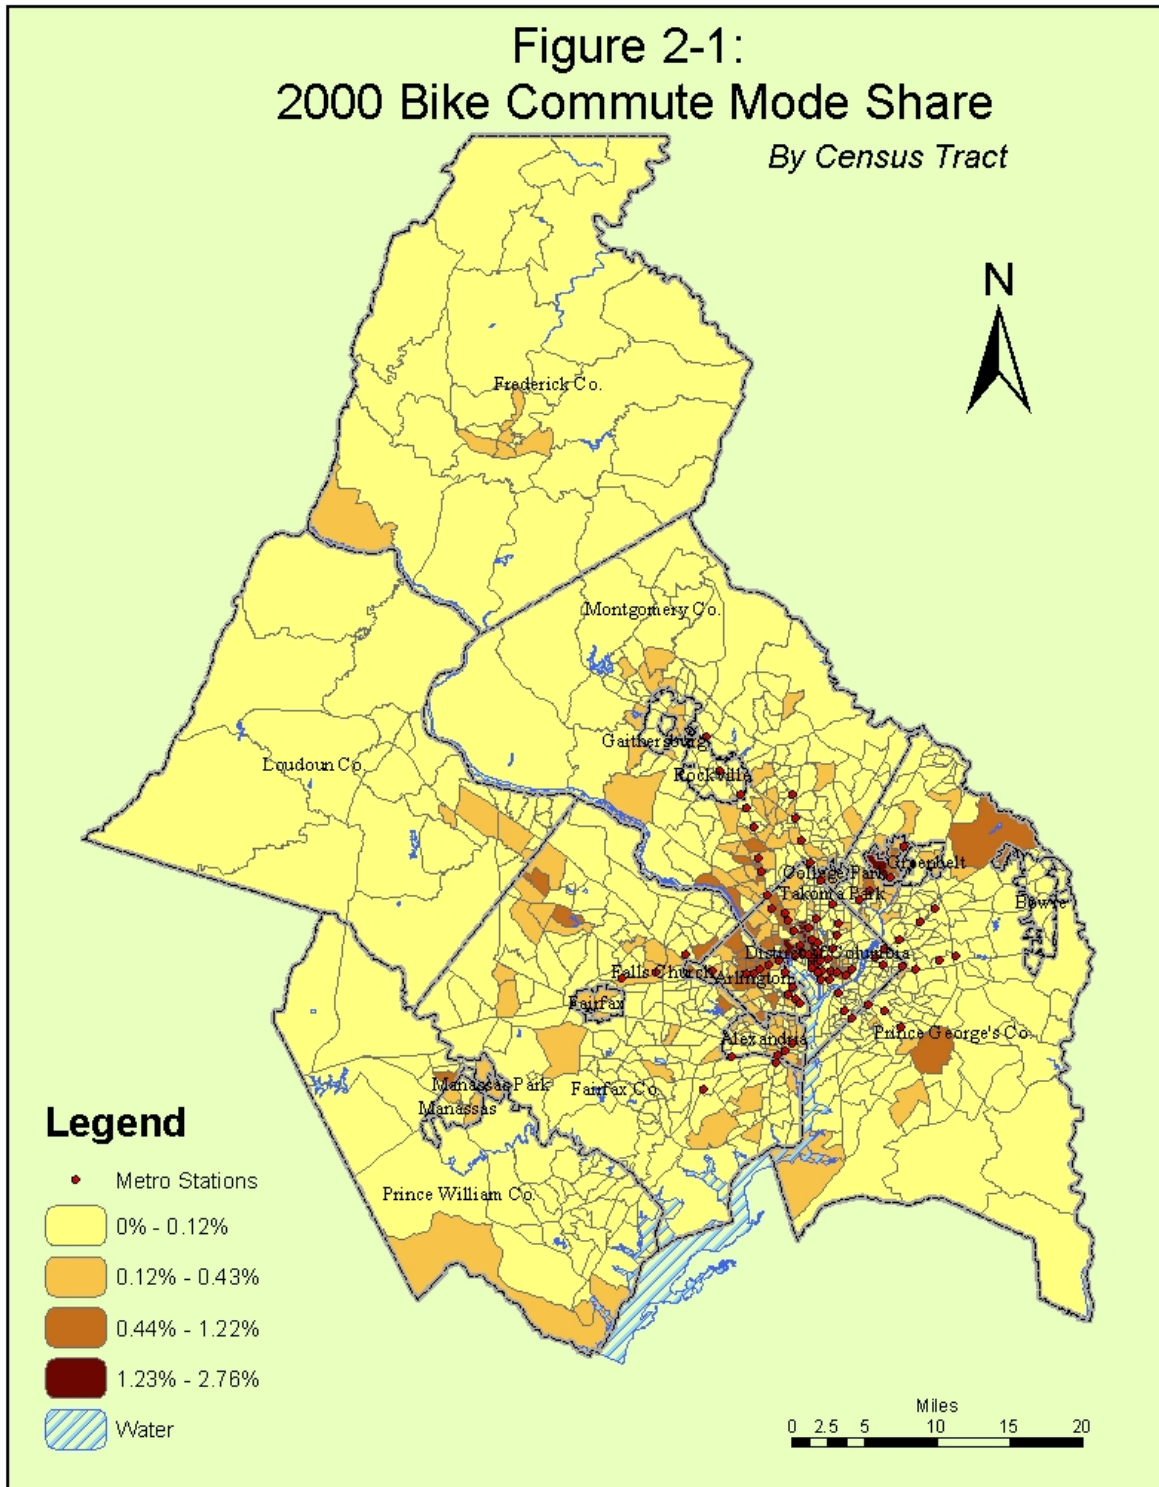 Figure 2-1:
2000 Bike Commute Mode Share
By Census Tract
N
Frederick Co.
Montgomery Co.
Gaithersburg
Loudoun Co.
Rockville
Greenbelt
College Park
Takoma Park
Bowie
District of Columbia
Falls Church
Arlington
Fairfax
Prince George's Co.
Alexandria
Manassas Park
Fairfax Co.
Manassas
Prince William Co.
Legend
Metro Stations
0% - 0.12%
0.12% - 0.43%
0.44% - 1.22%
1.23% - 2.76%
Water
Miles
0 2.5 5 10 15 20